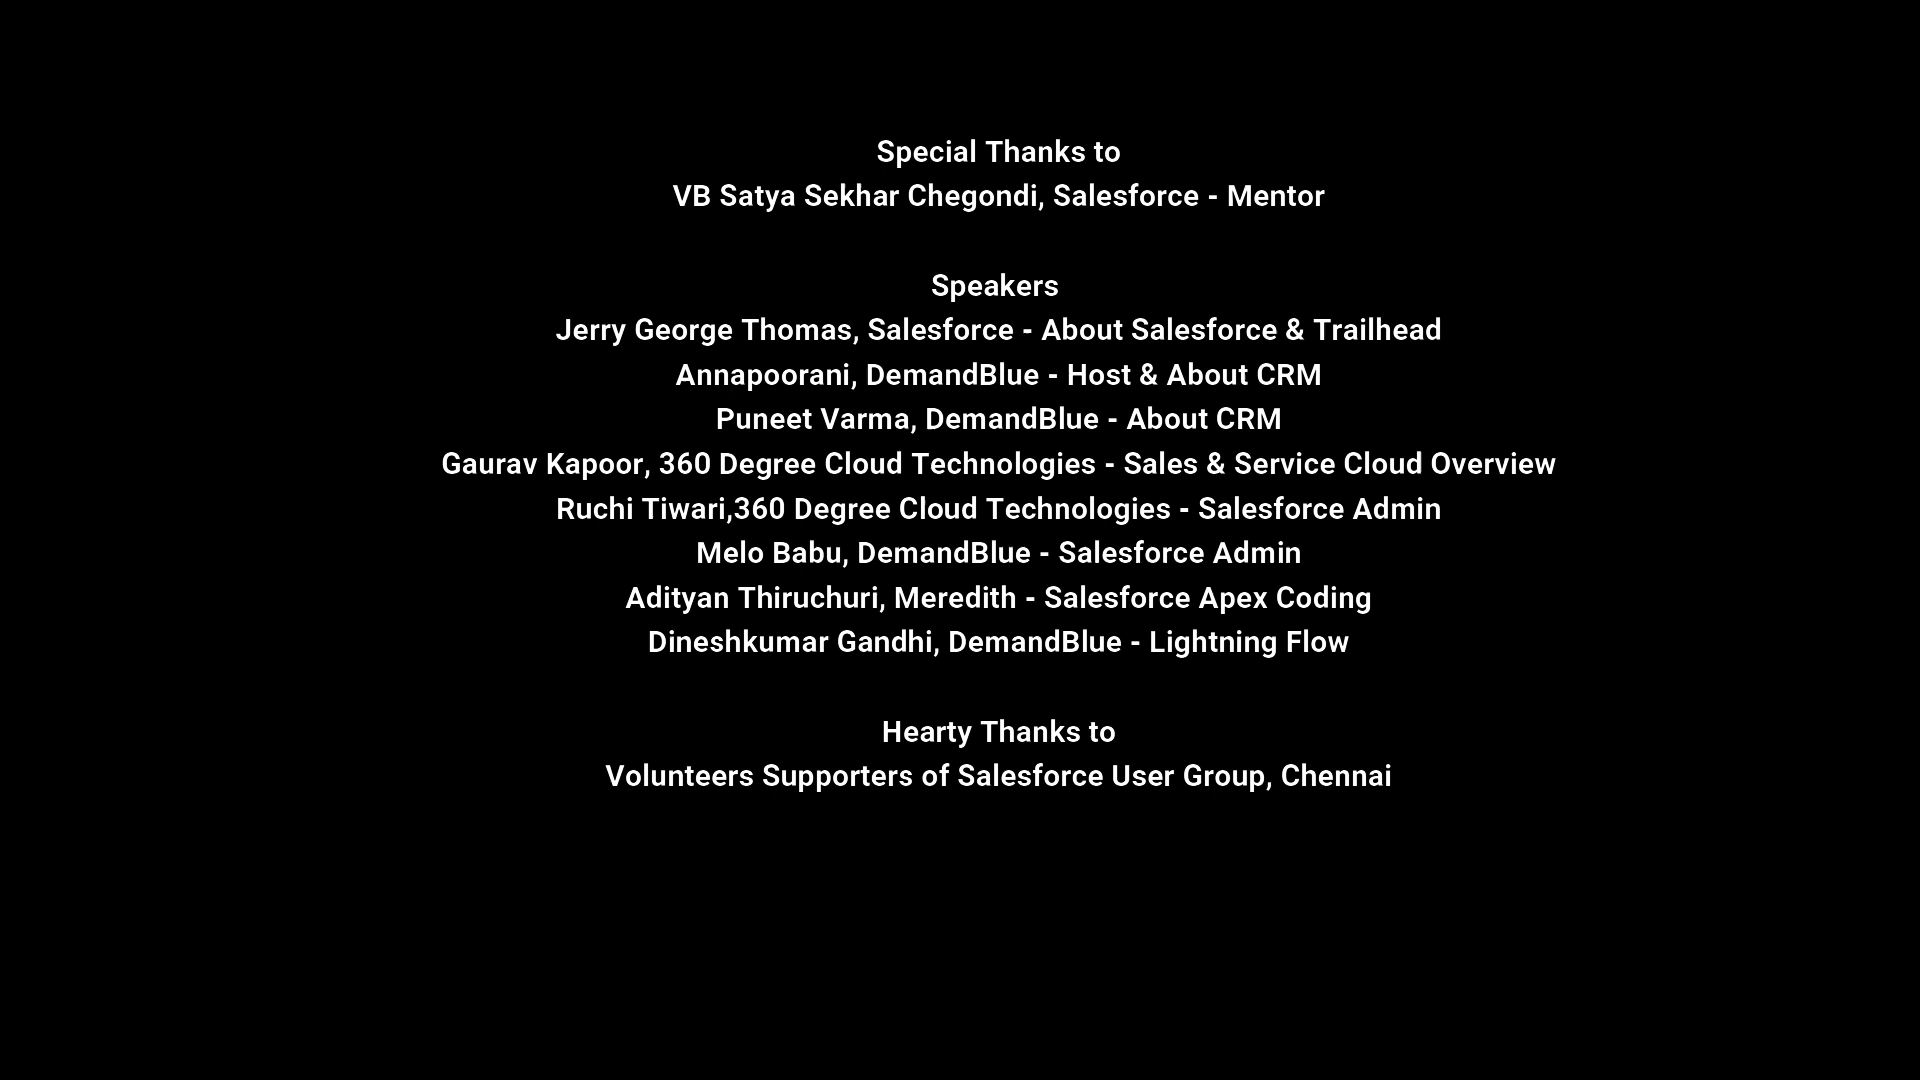 Special Thanks to
VB Satya Sekhar Chegondi, Salesforce - Mentor
Speakers
Jerry George Thomas, Salesforce - About Salesforce & Trailhead
Annapoorani, DemandBlue - Host & About CRM
Puneet Varma, DemandBlue - About CRM
Gaurav Kapoor, 360 Degree Cloud Technologies - Sales & Service Cloud Overview
Ruchi Tiwari,360 Degree Cloud Technologies - Salesforce Admin
Melo Babu, DemandBlue - Salesforce Admin
Adityan Thiruchuri, Meredith - Salesforce Apex Coding
Dineshkumar Gandhi, DemandBlue - Lightning Flow
Hearty Thanks to
Volunteers Supporters of Salesforce User Group, Chennai